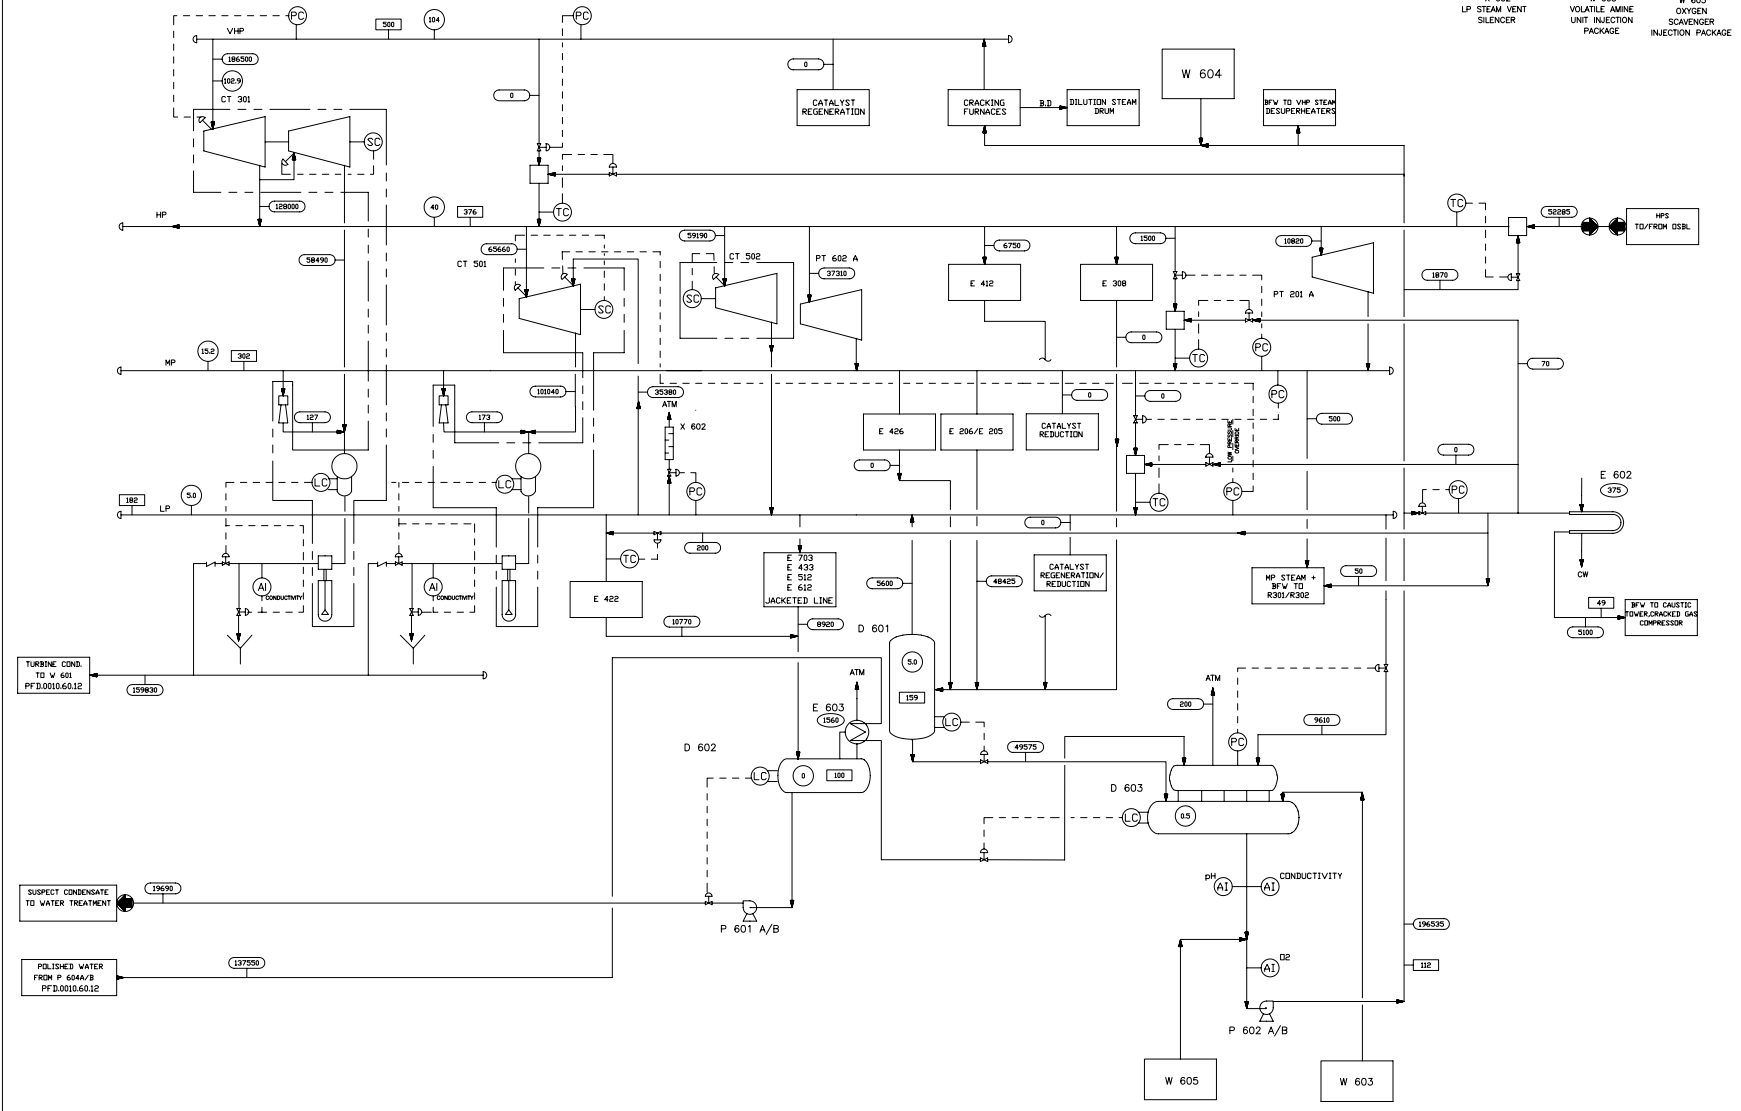 X 602
LP STEAM VENT
SILENCER
VOLATILE AMINE
UNIT INJECTION
PACKAGE
W 603
OXYGEN
SCAVENGER
INJECTION PACKAGE
PC
500
104
PC
VHP
186500
102.9
CT 301
0
0
W 604
CATALYST
REGENERATION
CRACKING
FURNACES
B.D
DILUTION STEAM
DRUM
BFW TO VHP STEAM
DESUPERHEATERS
SC
128000
HP
40
376
TC
TC
52285
HPS
TO/FROM OSBL
58490
65660
CT 501
59190
CT 502
PT 602 A
37310
6750
1500
10820
1870
E 412
E 308
PT 201 A
SC
SC
0
TC
PC
MP
15.2
302
101040
35380
70
ATM
X 602
127
173
E 426
E 206/E 205
CATALYST
REDUCTION
0
0
PC
500
LOW PRESSURE
OVERRIDE
0
0
LC
LC
PC
TC
PC
PC
E 602
375
182
5.0
LP
0
200
TC
AI
CONDUCTIVITY
AI
CONDUCTIVITY
E 422
E 703
E 433
E 512
E 612
JACKETED LINE
5600
48425
CATALYST
REGENERATION/
REDUCTION
MP STEAM +
BFW TO
R301/R302
50
CW
49
5100
BFW TO CAUSTIC
TOWER,CRACKED GAS
COMPRESSOR
10770
8920
D 601
5.0
159
TURBINE COND.
TO W 601
PFD.0010.60.12
159830
ATM
E 603
1560
LC
ATM
200
9610
PC
D 602
LC
0
100
49575
D 603
LC
0.5
SUSPECT CONDENSATE
TO WATER TREATMENT
19690
P 601 A/B
pH
AI
AI
CONDUCTIVITY
196535
POLISHED WATER
FROM P 604A/B
PFD.0010.60.12
137550
AI
O2
112
P 602 A/B
W 605
W 603